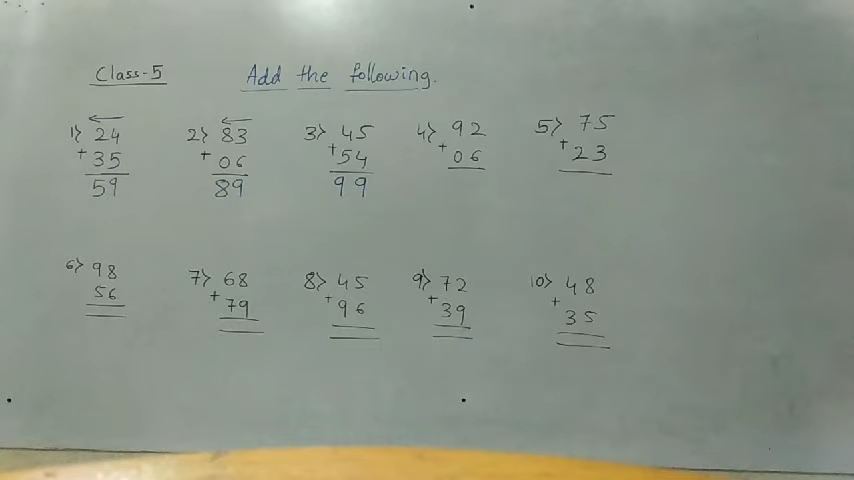 Class-5 Add the following.
1) 24 2) 83 3) 45 4) 92 5) 75
+35 +06 +54 +06 +23
59 89 99
6) 98 7) 68 8) 45 9) 72 10) 48
56 +79 +96 +39 +35